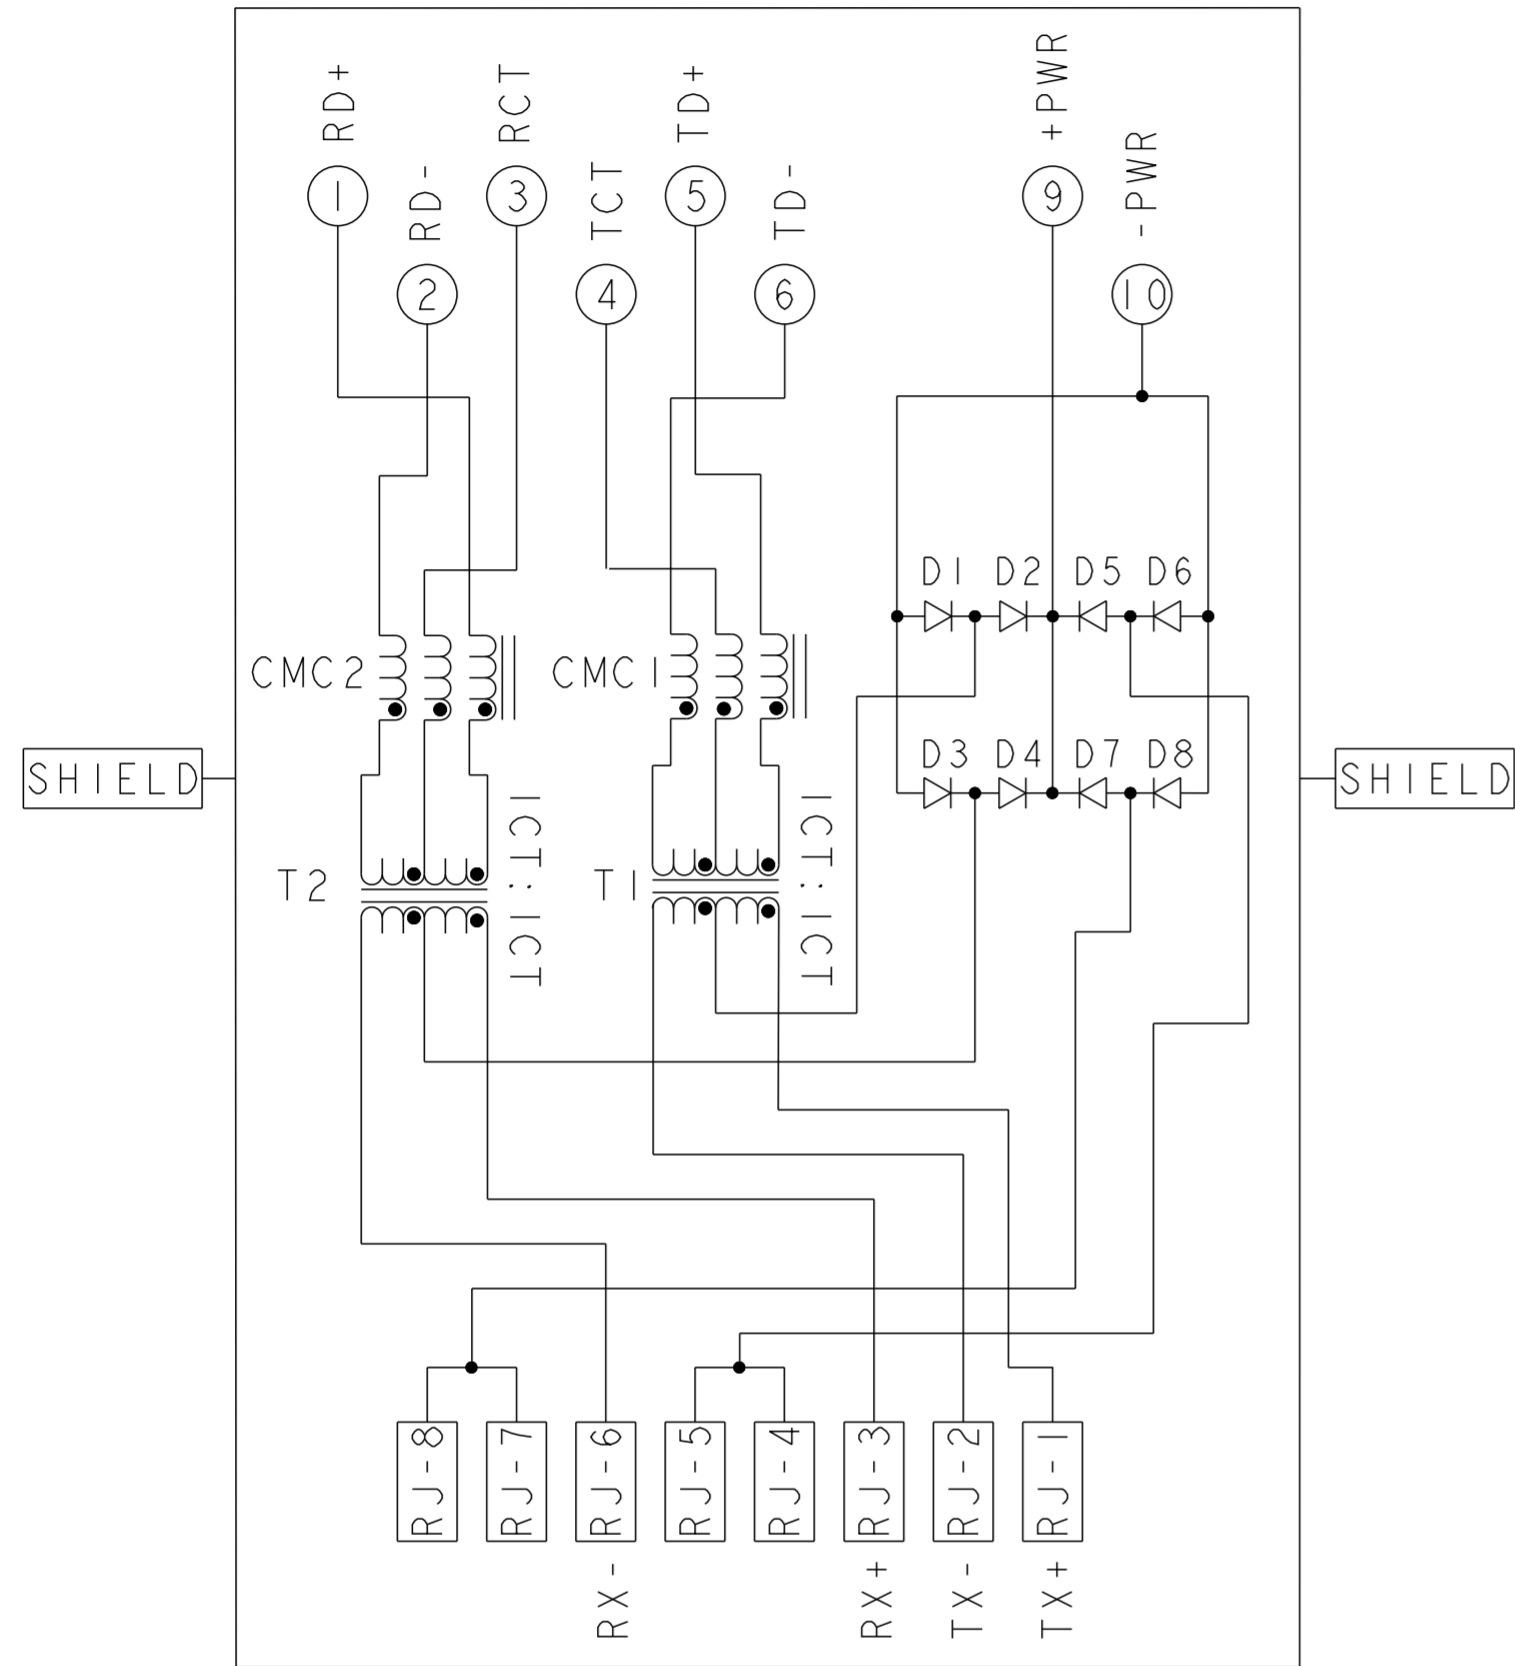 RD+
RCT
TD+
+PWR
RD-
TCT
TD-
-PWR
1
3
5
9
2
4
6
10
D1 D2 D5 D6
CMC2
CMC1
D3 D4 D7 D8
SHIELD
SHIELD
T2
1CT:1CT
T1
1CT:1CT
RJ-8
RJ-7
RJ-6
RJ-5
RJ-4
RJ-3
RJ-2
RJ-1
RX-
RX+
TX-
TX+